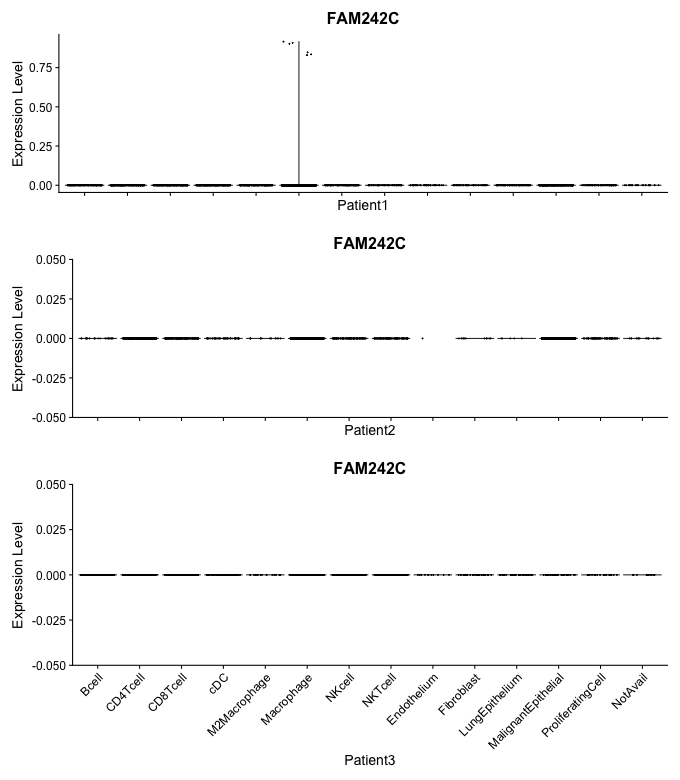 FAM242C
Expression Level
0.75
0.50
0.25
0.00
Patient1
FAM242C
Expression Level
0.050
0.025
0.000
-0.025
-0.050
Patient2
FAM242C
Expression Level
0.050
0.025
0.000
-0.025
-0.050
Bcell
CD4Tcell
CD8Tcell
cDC
M2Macrophage
Macrophage
NKcell
NKTcell
Endothelium
Fibroblast
LungEpithelium
MalignantEpithelial
ProliferatingCell
NotAvail
Patient3